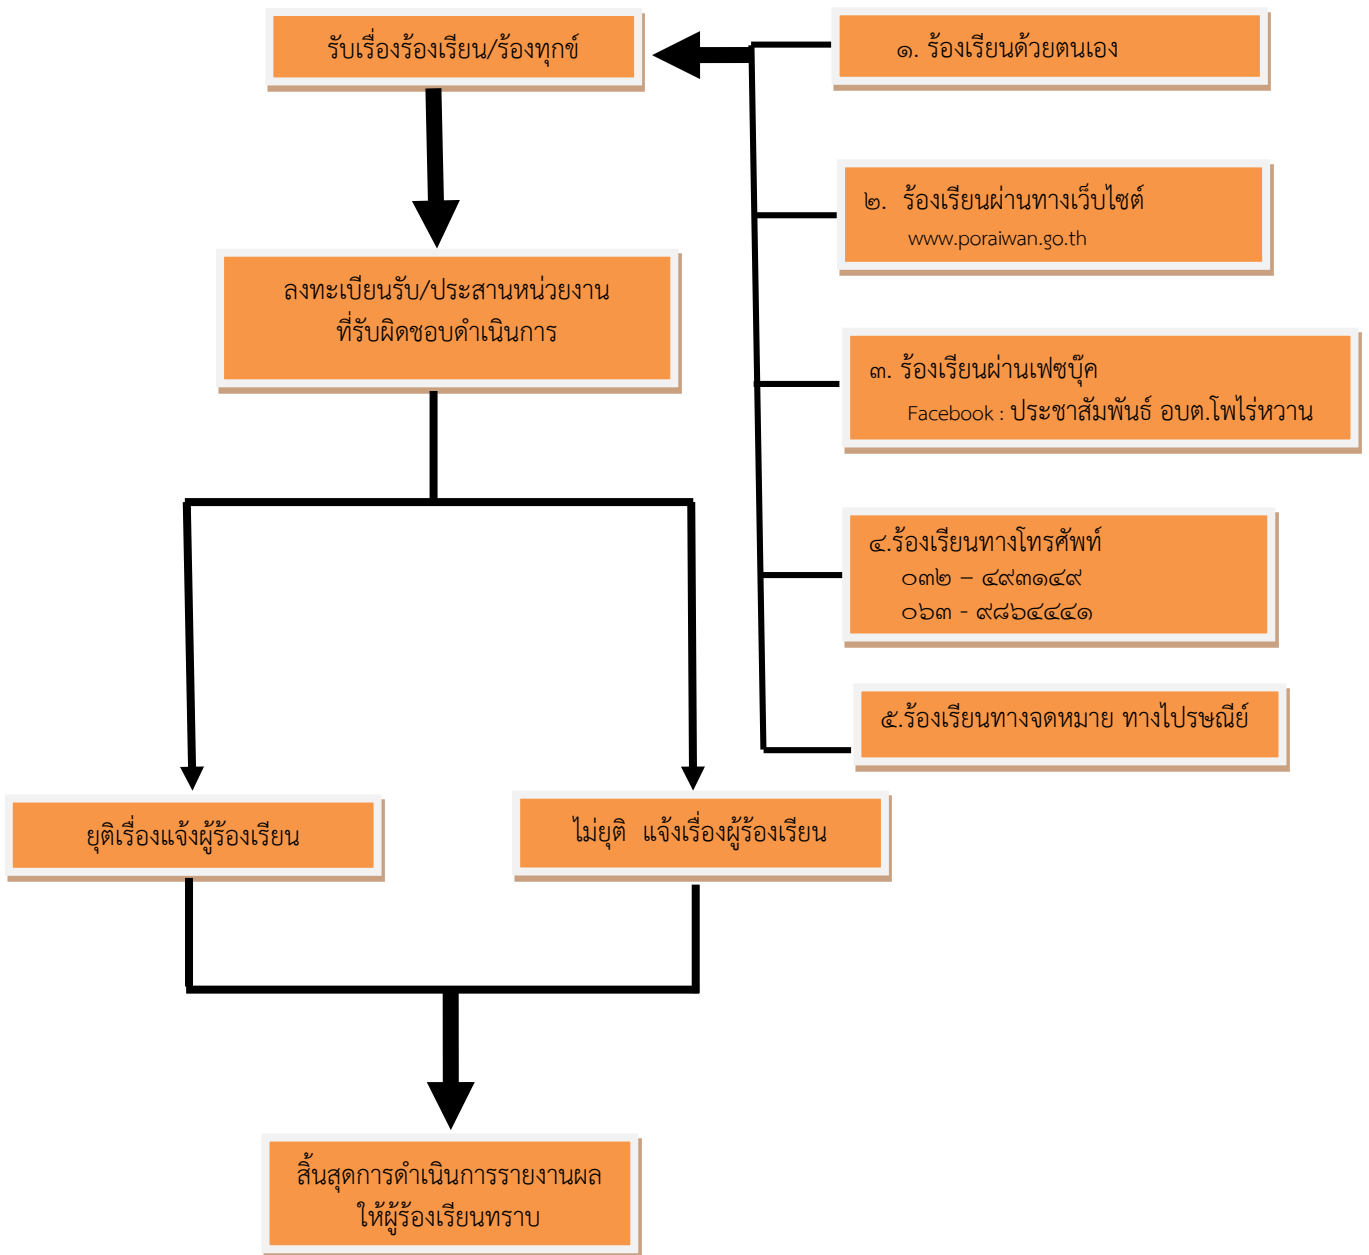 รับเรื่องร้องเรียน/ร้องทุกข์
๑. ร้องเรียนด้วยตนเอง
๒. ร้องเรียนผ่านทางเว็บไซต์
www.poraiwan.go.th
ลงทะเบียนรับ/ประสานหน่วยงาน
ที่รับผิดชอบดำเนินการ
๓. ร้องเรียนผ่านเฟซบุ๊ค
Facebook : ประชาสัมพันธ์ อบต.โพไร่หวาน
๔.ร้องเรียนทางโทรศัพท์
๐๓๒ – ๔๙๓๑๔๙
๐๖๓ - ๙๘๖๔๔๔๑
๕.ร้องเรียนทางจดหมาย ทางไปรษณีย์
ยุติเรื่องแจ้งผู้ร้องเรียน
ไม่ยุติ แจ้งเรื่องผู้ร้องเรียน
สิ้นสุดการดำเนินการรายงานผล
ให้ผู้ร้องเรียนทราบ